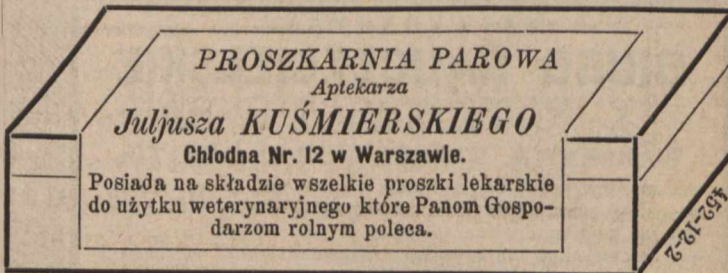 PROSZKARNIA PAROWA
Aptekarza
Juljusza KUŚMIERSKIEGO
Chłodna Nr. 12 w Warszawie.
Posiada na składzie wszelkie proszki lekarskie
do użytku weterynaryjnego które Panom Gospo-
darzom rolnym poleca.
452-12-2